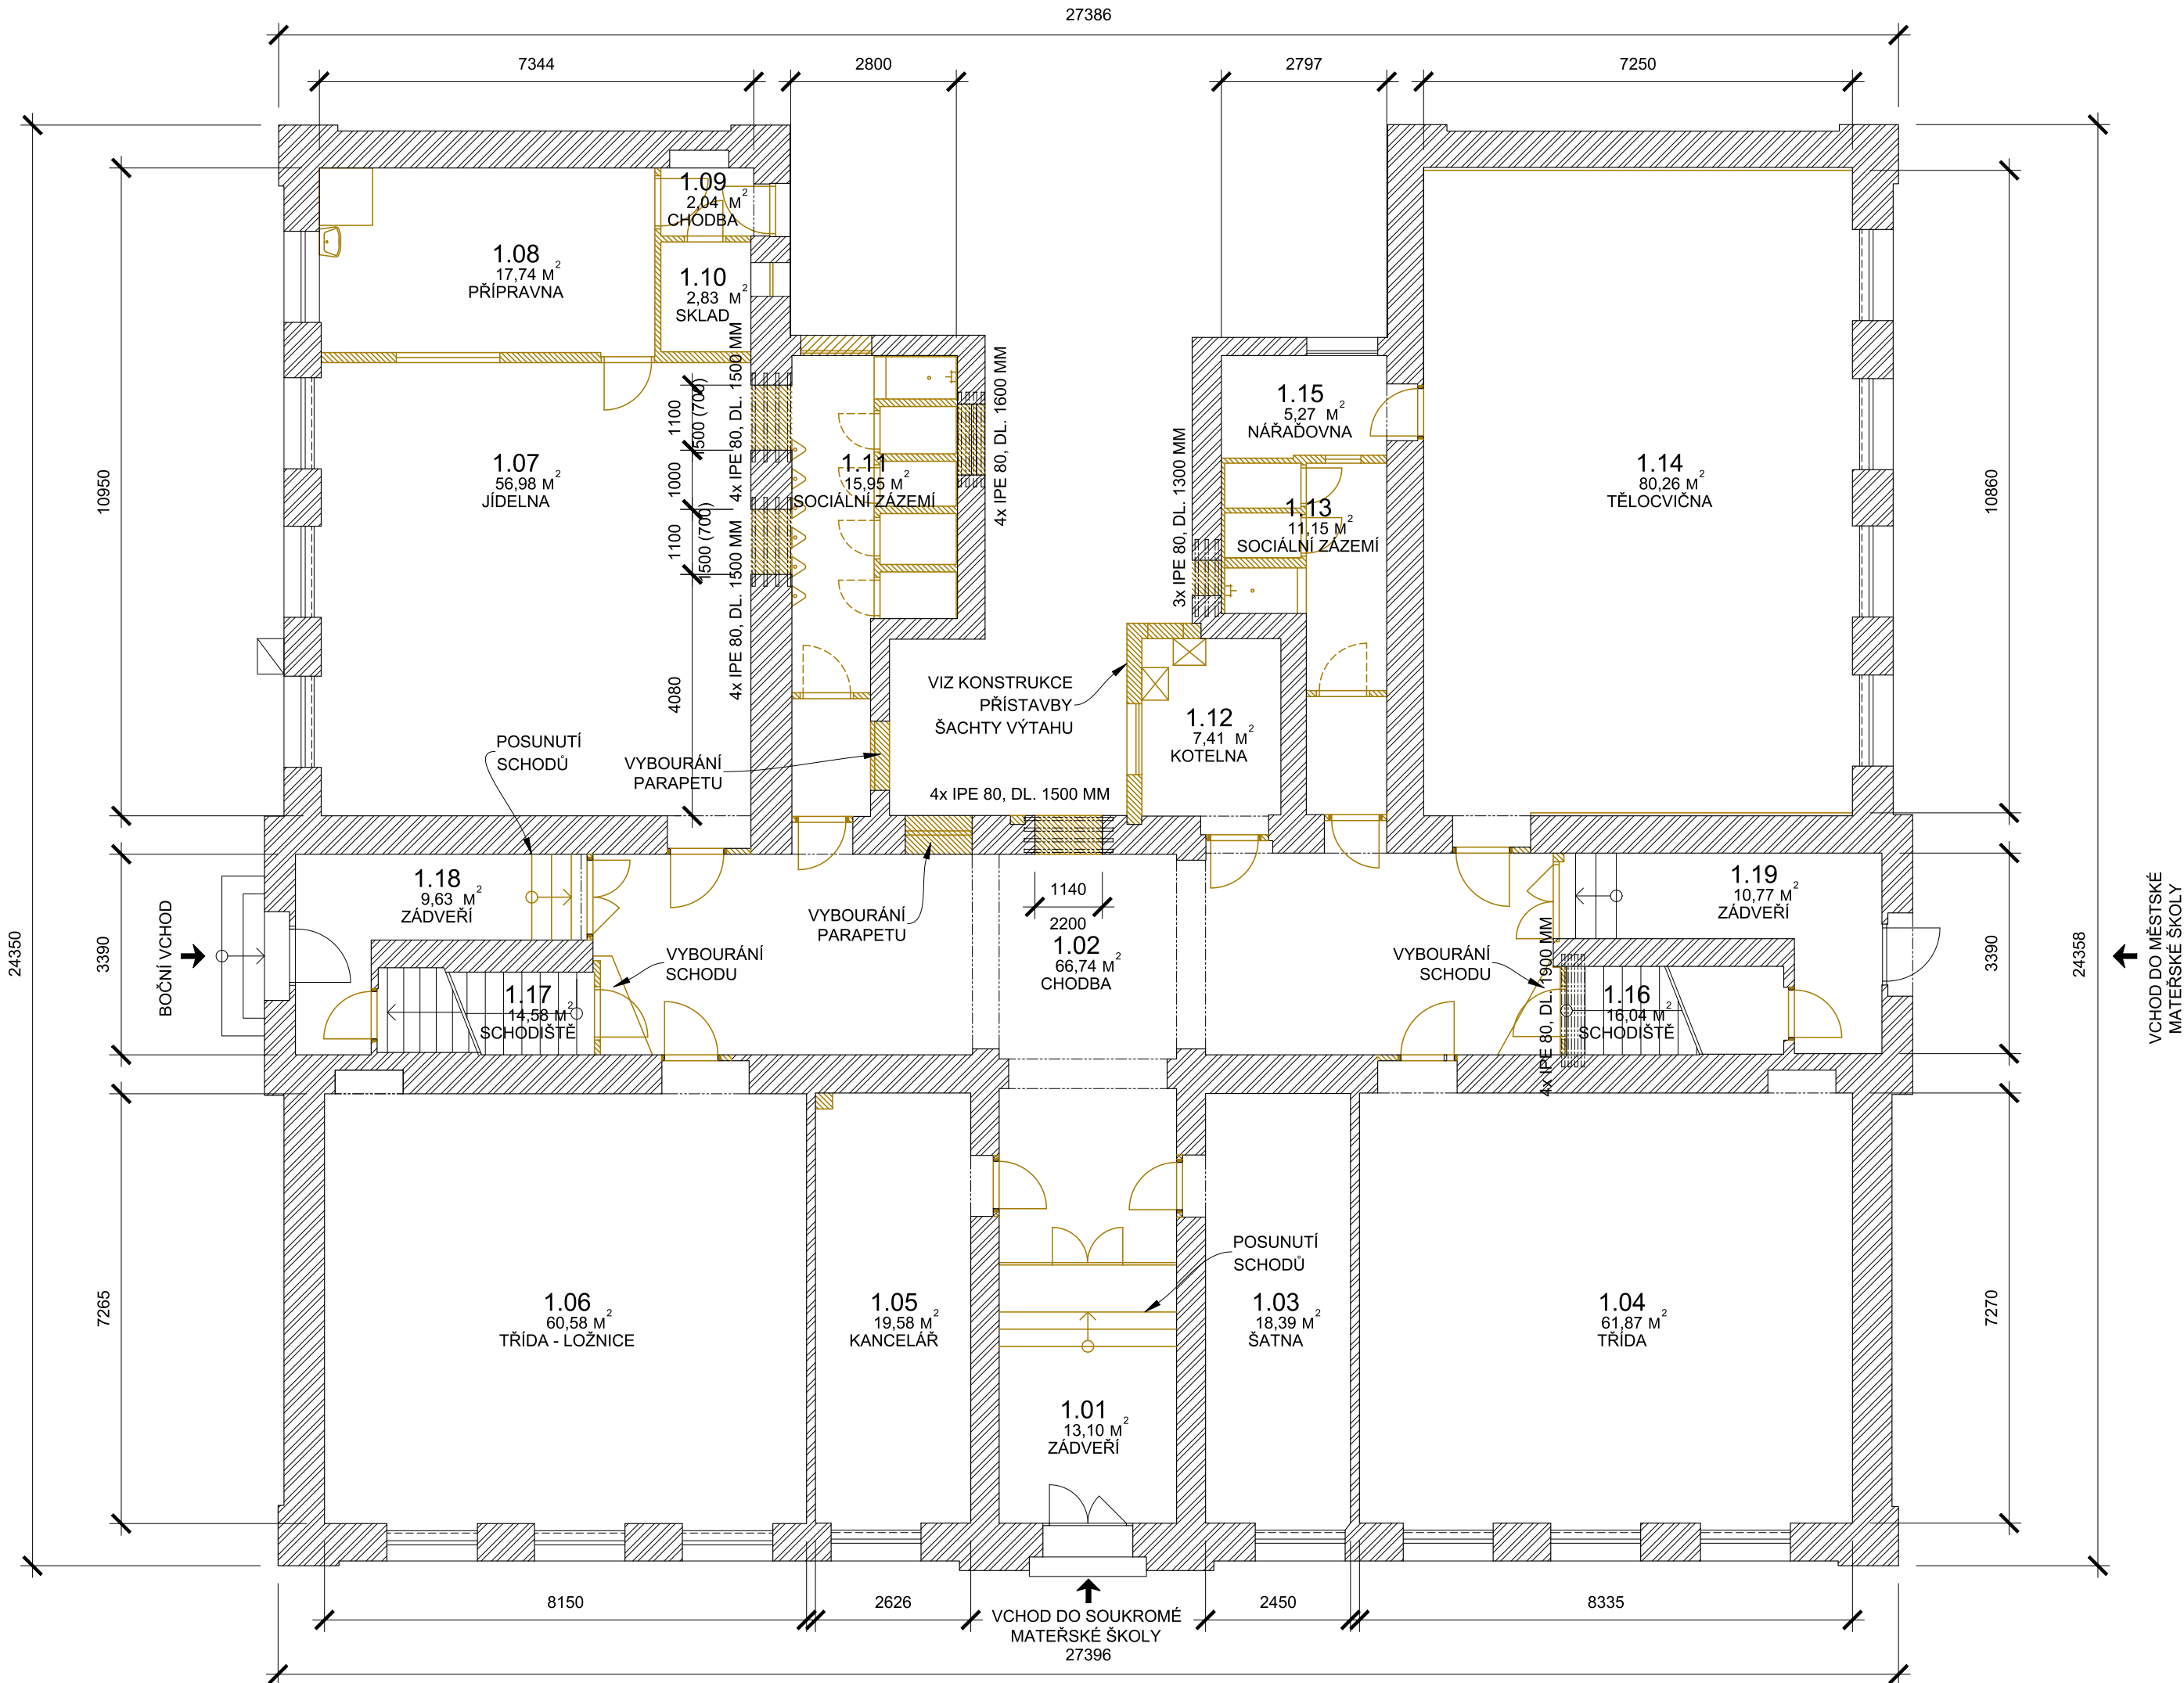 27386
7344
2800
2797
7250
1.09
2,04 M²
CHODBA
1.08
17,74 M²
PŘÍPRAVNA
1.10
2,83 M²
SKLAD
4x IPE 80, DL. 1500 MM
1100
1500 (700)
1000
1100
1500 (700)
4x IPE 80, DL. 1500 MM
4080
4x IPE 80, DL. 1600 MM
1.15
5,27 M²
NÁŘAĎOVNA
3x IPE 80, DL. 1300 MM
1.07
56,98 M²
JÍDELNA
1.11
15,95 M²
SOCIÁLNÍ ZÁZEMÍ
1.13
11,15 M²
SOCIÁLNÍ ZÁZEMÍ
1.14
80,26 M²
TĚLOCVIČNA
10950
10860
VIZ KONSTRUKCE
PŘÍSTAVBY
ŠACHTY VÝTAHU
1.12
7,41 M²
KOTELNA
POSUNUTÍ
SCHODŮ
VYBOURÁNÍ
PARAPETU
4x IPE 80, DL. 1500 MM
1.18
9,63 M²
ZÁDVEŘÍ
1140
2200
VYBOURÁNÍ
PARAPETU
1.19
10,77 M²
ZÁDVEŘÍ
24350
3390
BOČNÍ VCHOD
VYBOURÁNÍ
SCHODU
1.02
66,74 M²
CHODBA
VYBOURÁNÍ
SCHODU
4x IPE 80, DL. 1900 MM
3390
24358
VCHOD DO MĚSTSKÉ
MATEŘSKÉ ŠKOLY
1.17
14,58 M²
SCHODIŠTĚ
1.16
16,04 M²
SCHODIŠTĚ
7265
7270
POSUNUTÍ
SCHODŮ
1.06
60,58 M²
TŘÍDA - LOŽNICE
1.05
19,58 M²
KANCELÁŘ
1.03
18,39 M²
ŠATNA
1.04
61,87 M²
TŘÍDA
1.01
13,10 M²
ZÁDVEŘÍ
8150
2626
2450
8335
VCHOD DO SOUKROMÉ
MATEŘSKÉ ŠKOLY
27396